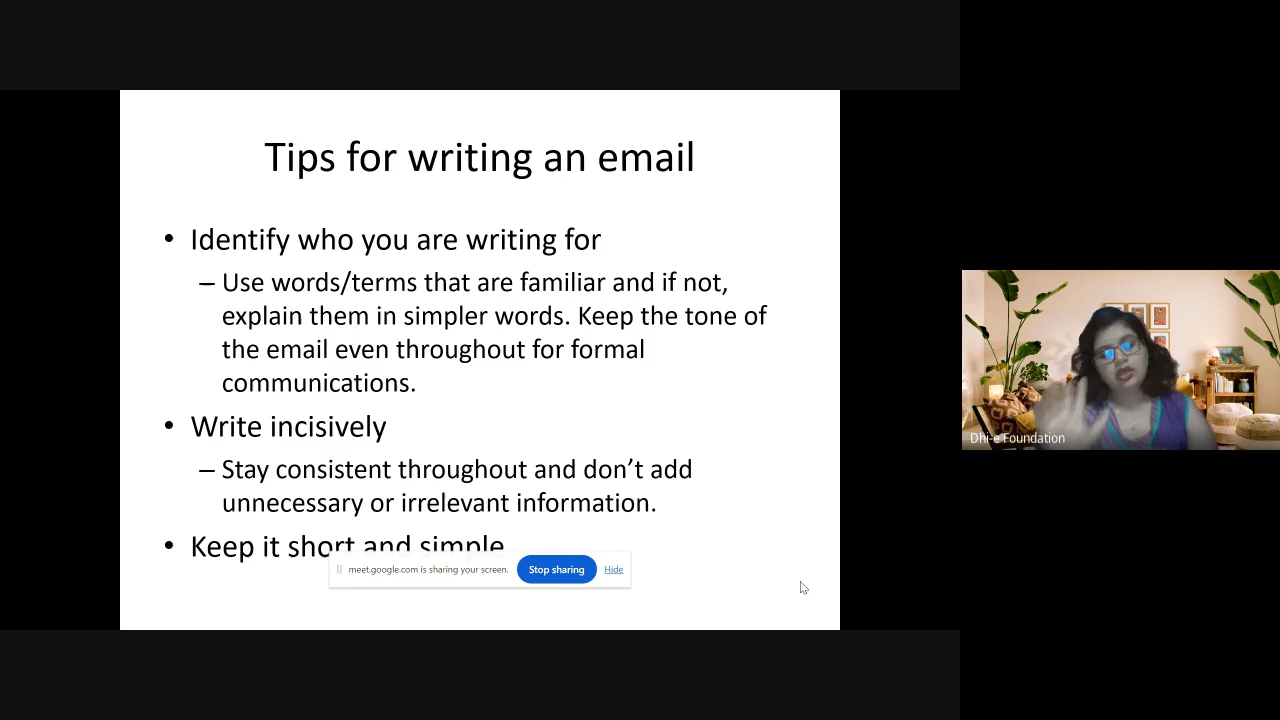 Tips for writing an email
• Identify who you are writing for
– Use words/terms that are familiar and if not,
explain them in simpler words. Keep the tone of
the email even throughout for formal
communications.
• Write incisively
– Stay consistent throughout and don’t add
unnecessary or irrelevant information.
• Keep it short and simple
meet.google.com is sharing your screen. Stop sharing Hide
Dhi-e Foundation